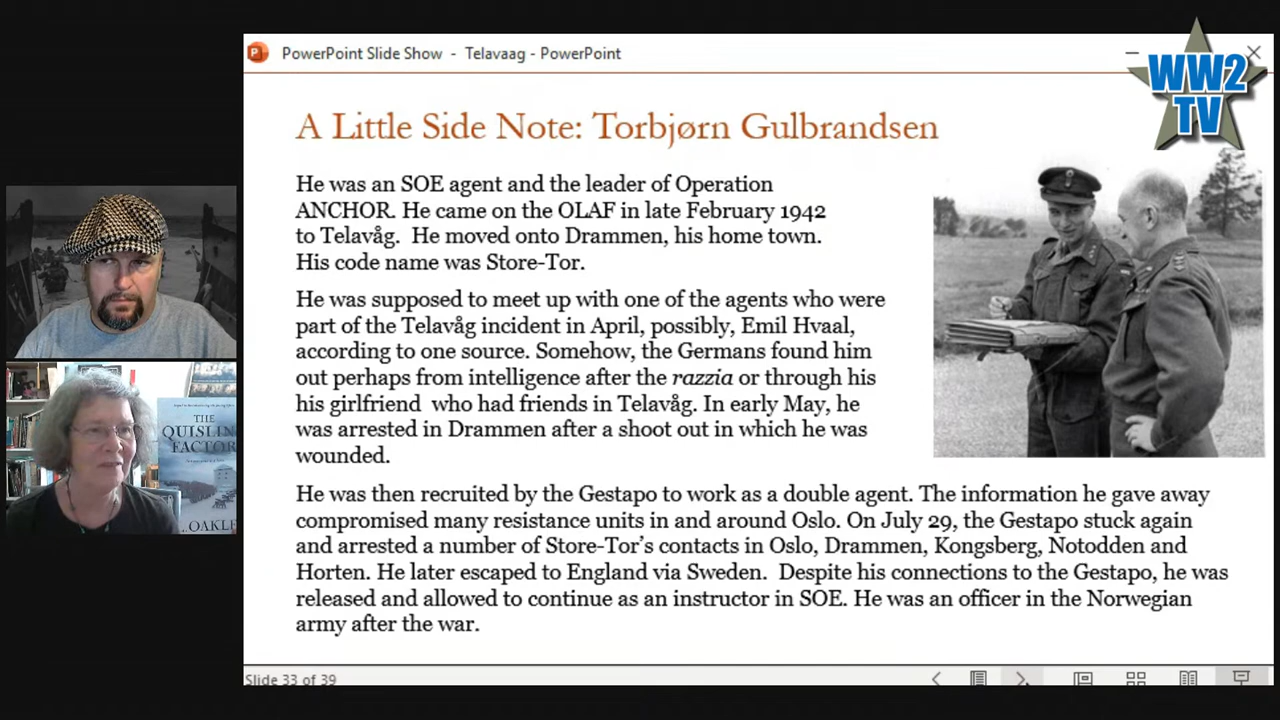 PowerPoint Slide Show - Telavaag - PowerPoint
WW2
TV
A Little Side Note: Torbjørn Gulbrandsen
He was an SOE agent and the leader of Operation
ANCHOR. He came on the OLAF in late February 1942
to Telavåg. He moved onto Drammen, his home town.
His code name was Store-Tor.
He was supposed to meet up with one of the agents who were
part of the Telavåg incident in April, possibly, Emil Hvaal,
according to one source. Somehow, the Germans found him
out perhaps from intelligence after the razzia or through his
his girlfriend who had friends in Telavåg. In early May, he
was arrested in Drammen after a shoot out in which he was
wounded.
He was then recruited by the Gestapo to work as a double agent. The information he gave away
compromised many resistance units in and around Oslo. On July 29, the Gestapo stuck again
and arrested a number of Store-Tor's contacts in Oslo, Drammen, Kongsberg, Notodden and
Horten. He later escaped to England via Sweden. Despite his connections to the Gestapo, he was
released and allowed to continue as an instructor in SOE. He was an officer in the Norwegian
army after the war.
Slide 33 of 39
THE
QUISLIN
FACTOR
OAKLE